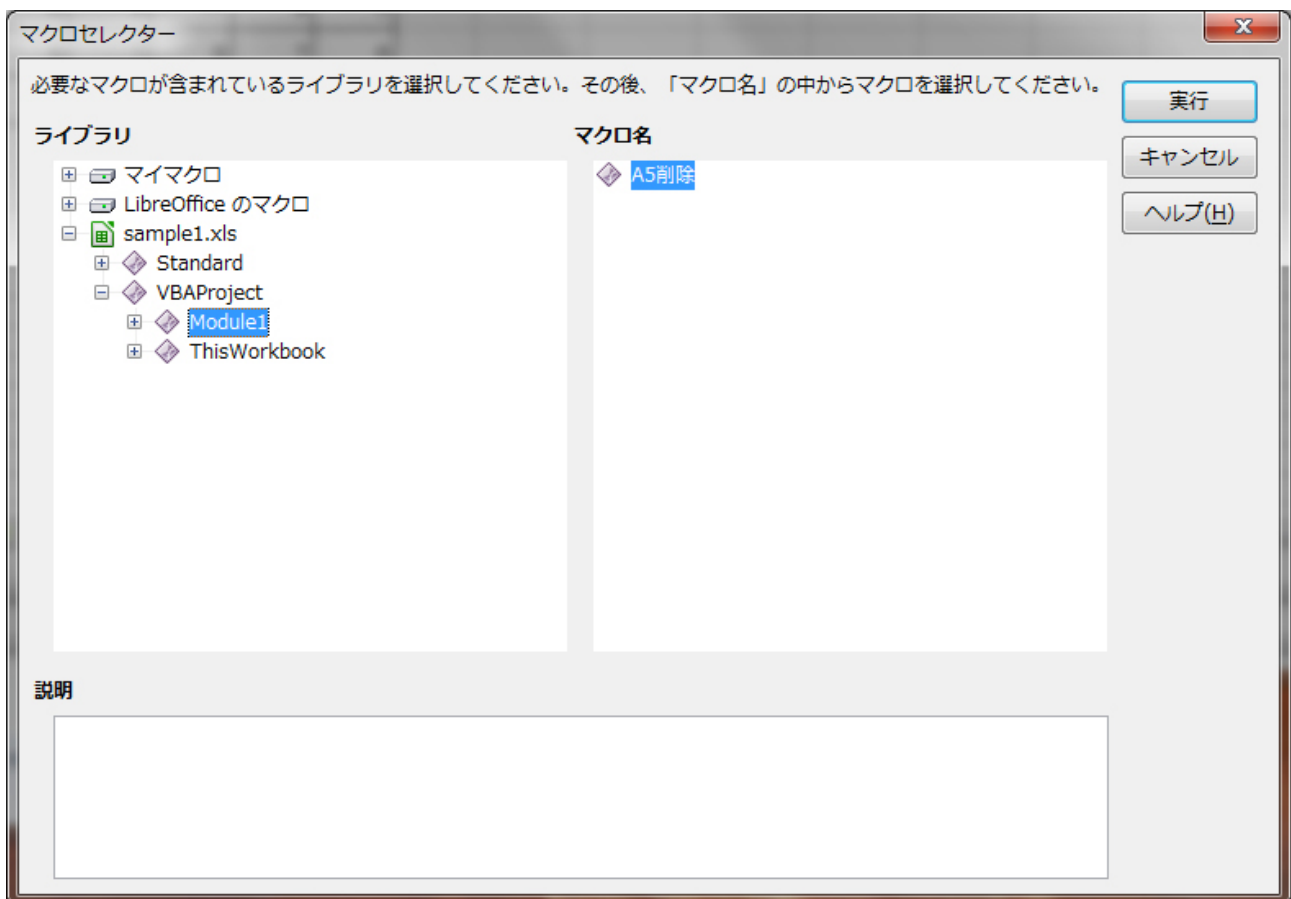 マクロセレクター
必要なマクロが含まれているライブラリを選択してください。その後、「マクロ名」の中からマクロを選択してください。
実行
ライブラリ
マクロ名
キャンセル
マイマクロ
A5削除
LibreOffice のマクロ
ヘルプ(H)
sample1.xls
Standard
VBAProject
Module1
ThisWorkbook
説明